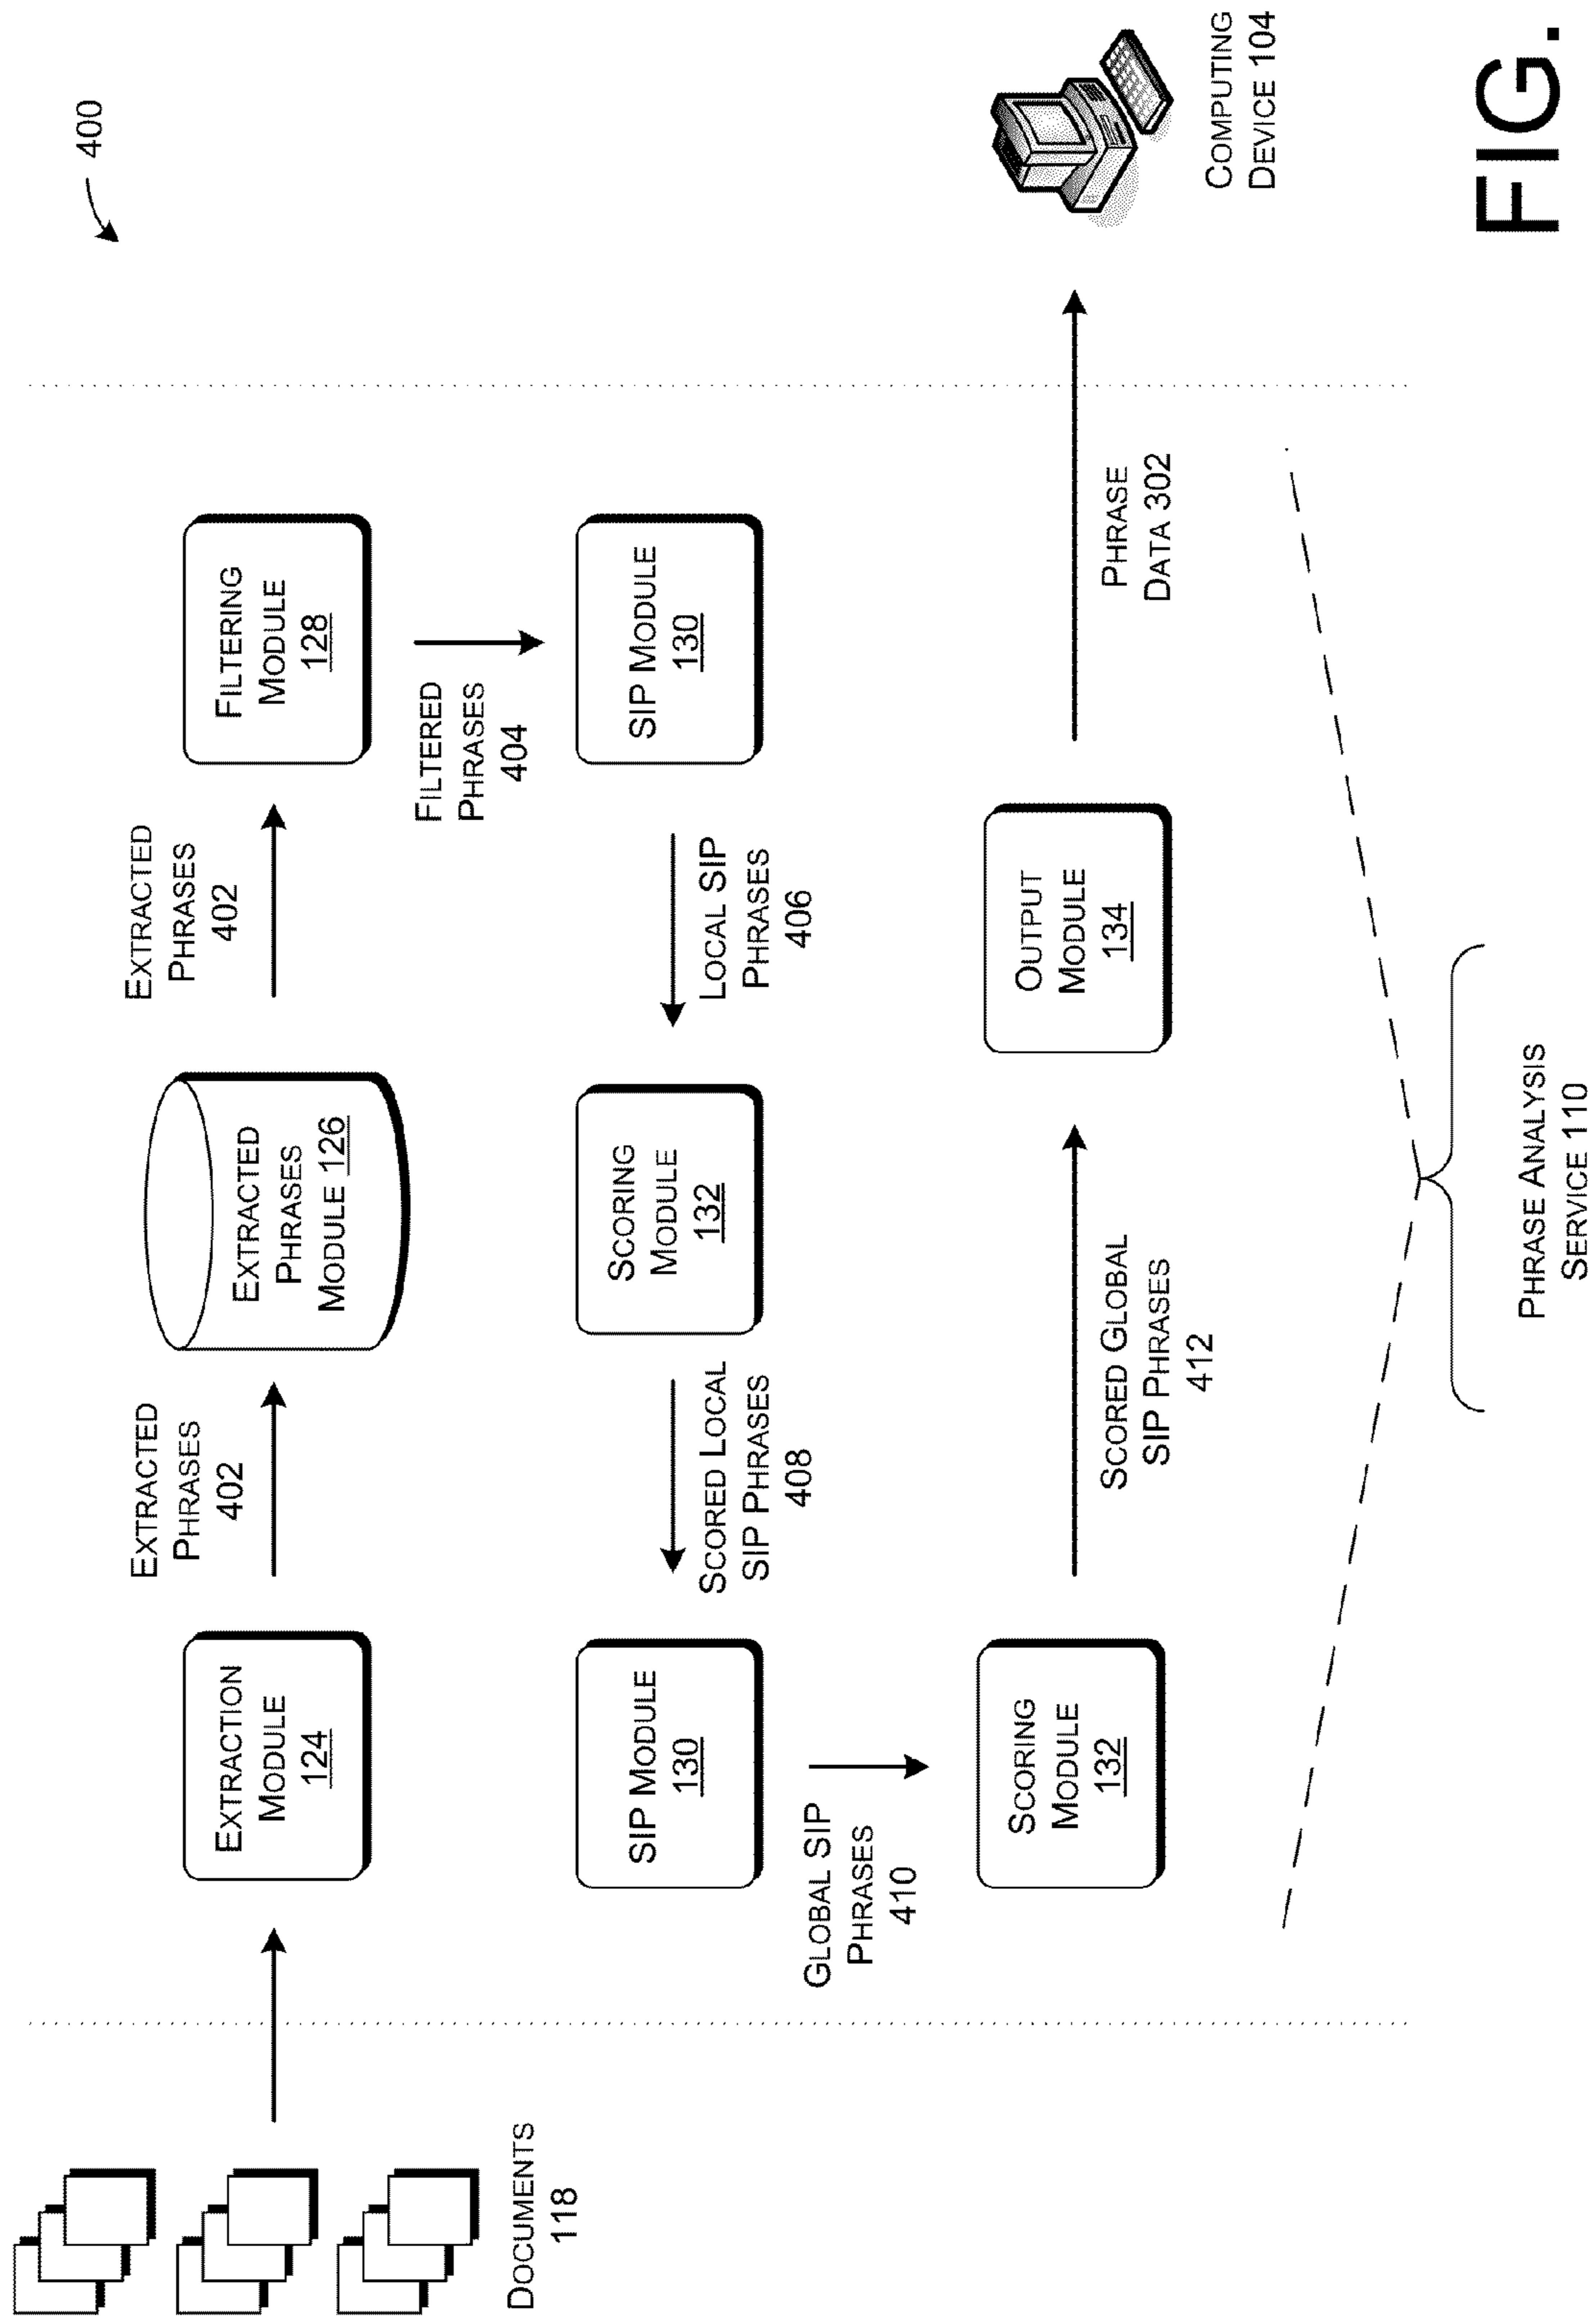 400
DOCUMENTS
118
EXTRACTION
MODULE
124
EXTRACTED
PHRASES
402
EXTRACTED
PHRASES
MODULE 126
EXTRACTED
PHRASES
402
FILTERING
MODULE
128
FILTERED
PHRASES
404
SIP MODULE
130
LOCAL SIP
PHRASES
406
SCORING
MODULE
132
SCORED LOCAL
SIP PHRASES
408
SIP MODULE
130
GLOBAL SIP
PHRASES
410
SCORING
MODULE
132
SCORED GLOBAL
SIP PHRASES
412
OUTPUT
MODULE
134
PHRASE
DATA 302
COMPUTING
DEVICE 104
PHRASE ANALYSIS
SERVICE 110
FIG.